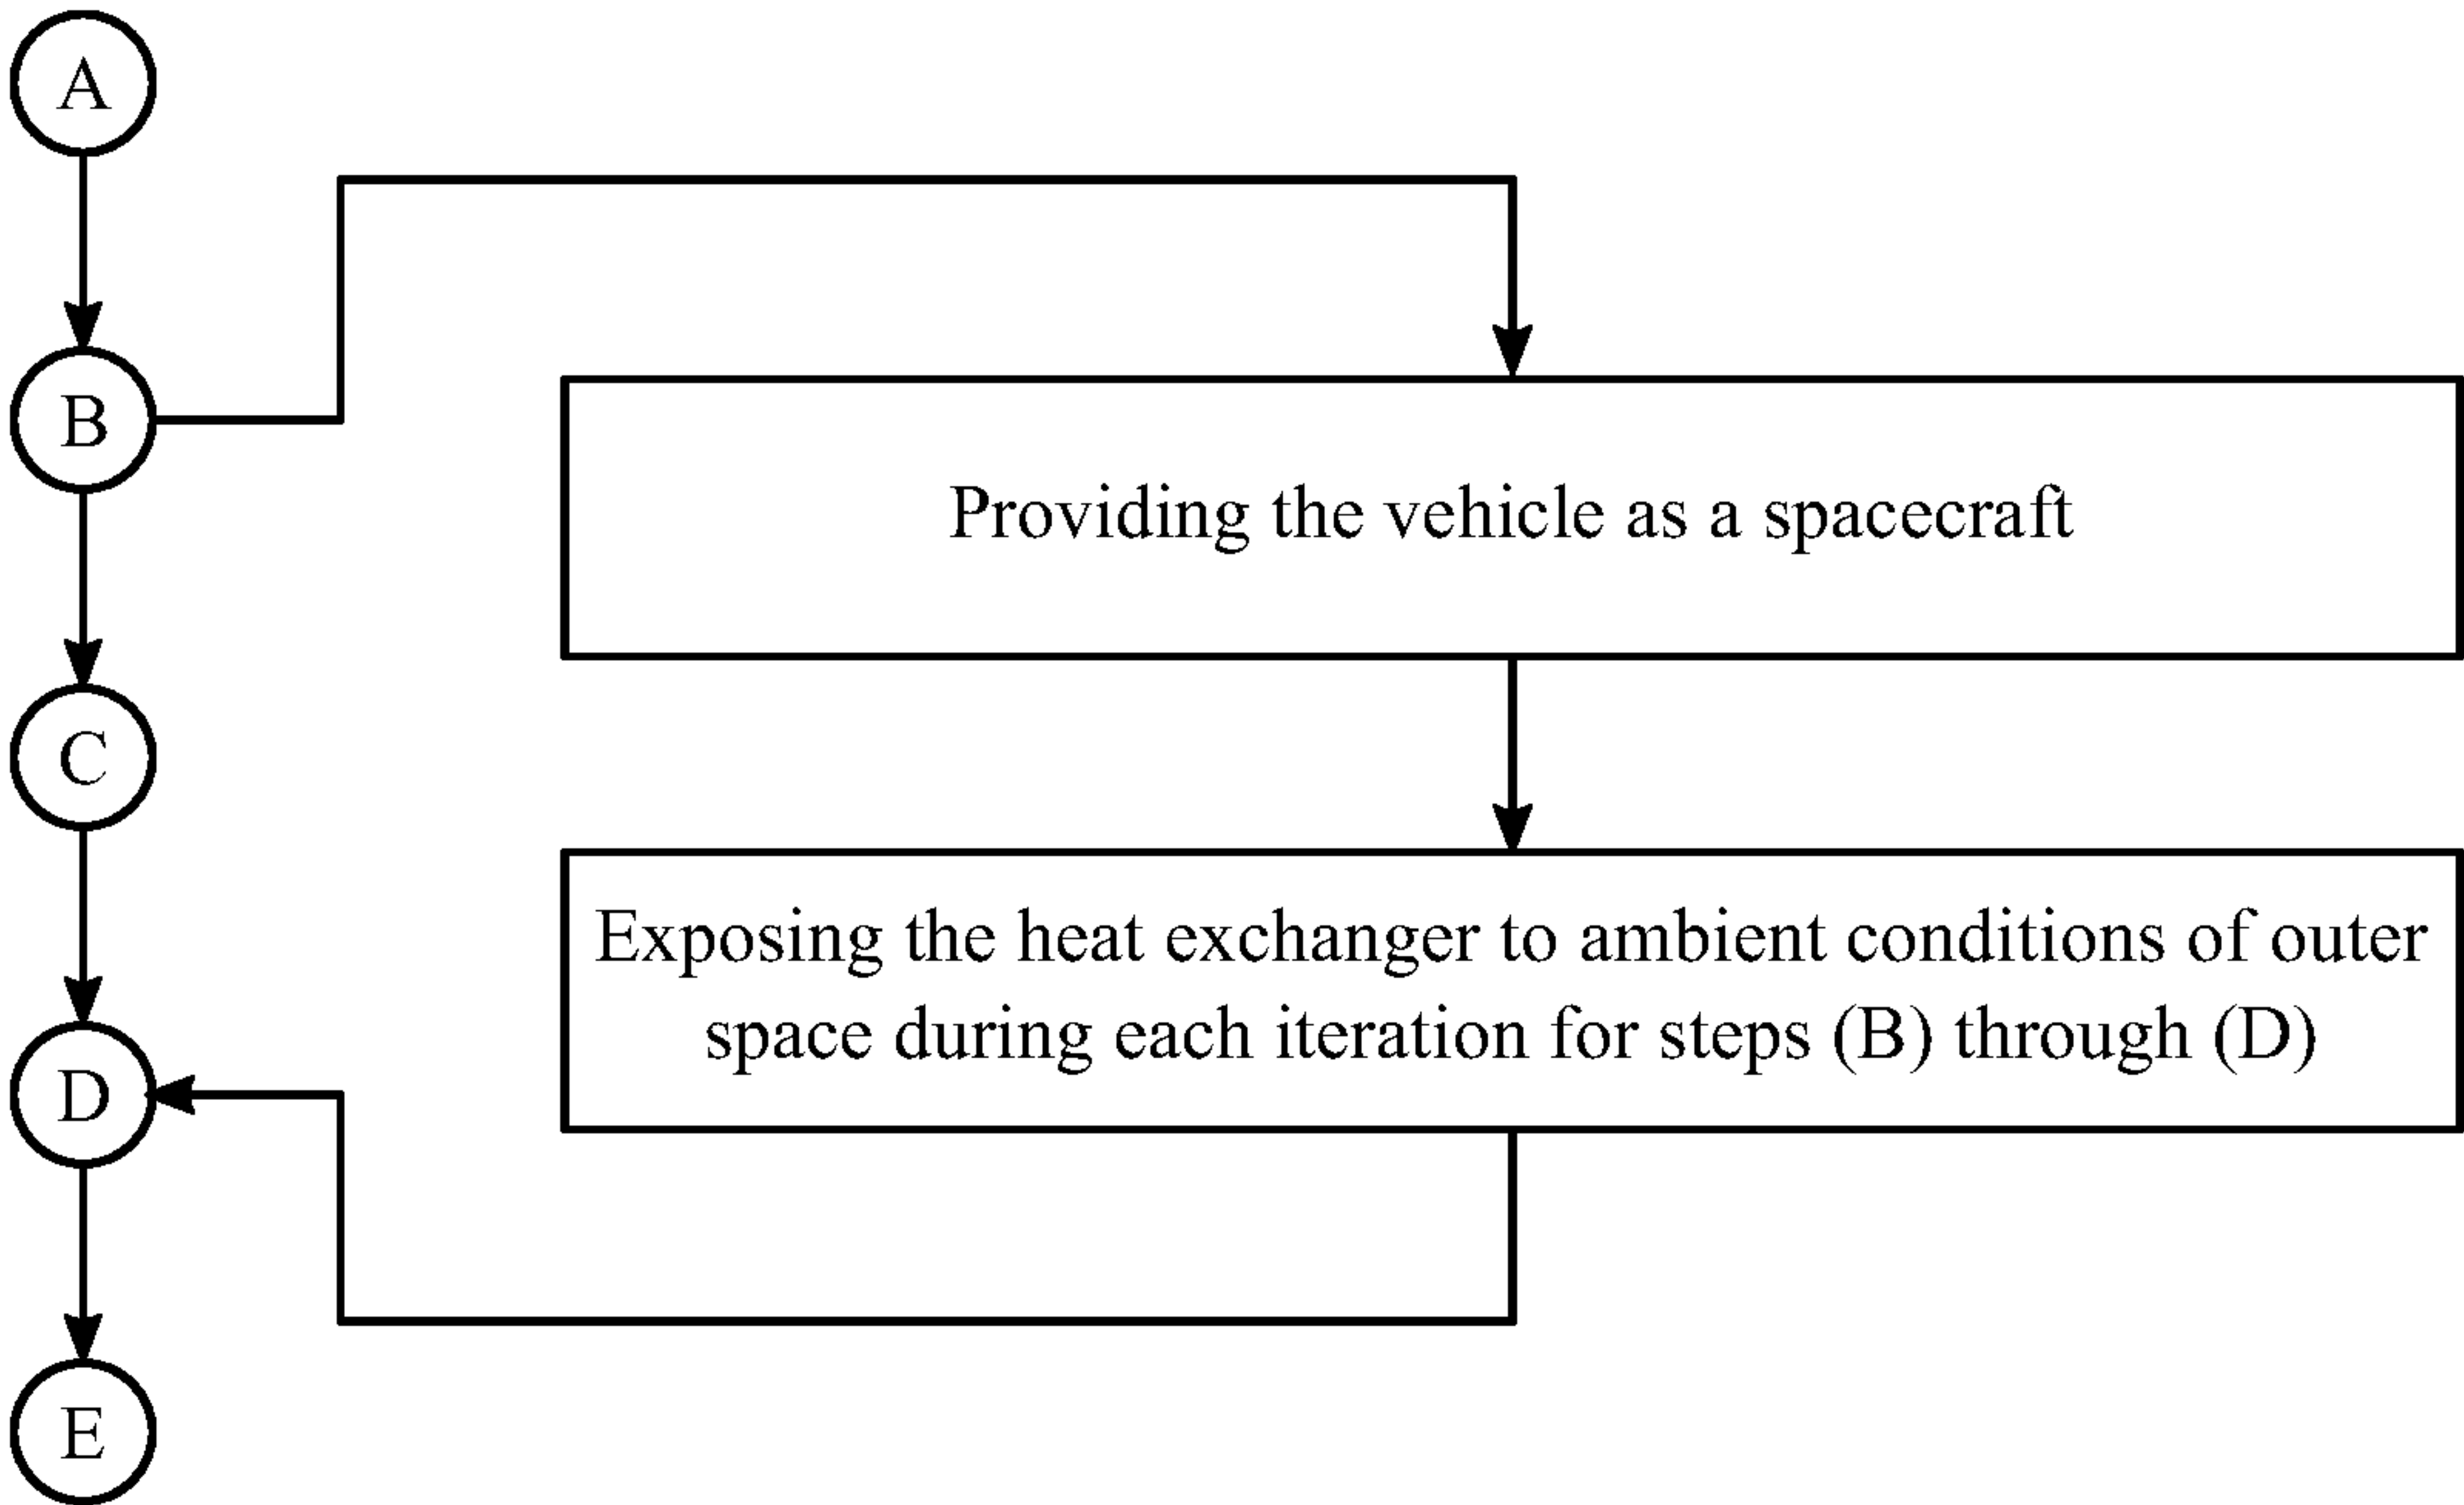 A
B
Providing the vehicle as a spacecraft
C
Exposing the heat exchanger to ambient conditions of outer
space during each iteration for steps (B) through (D)
D
E